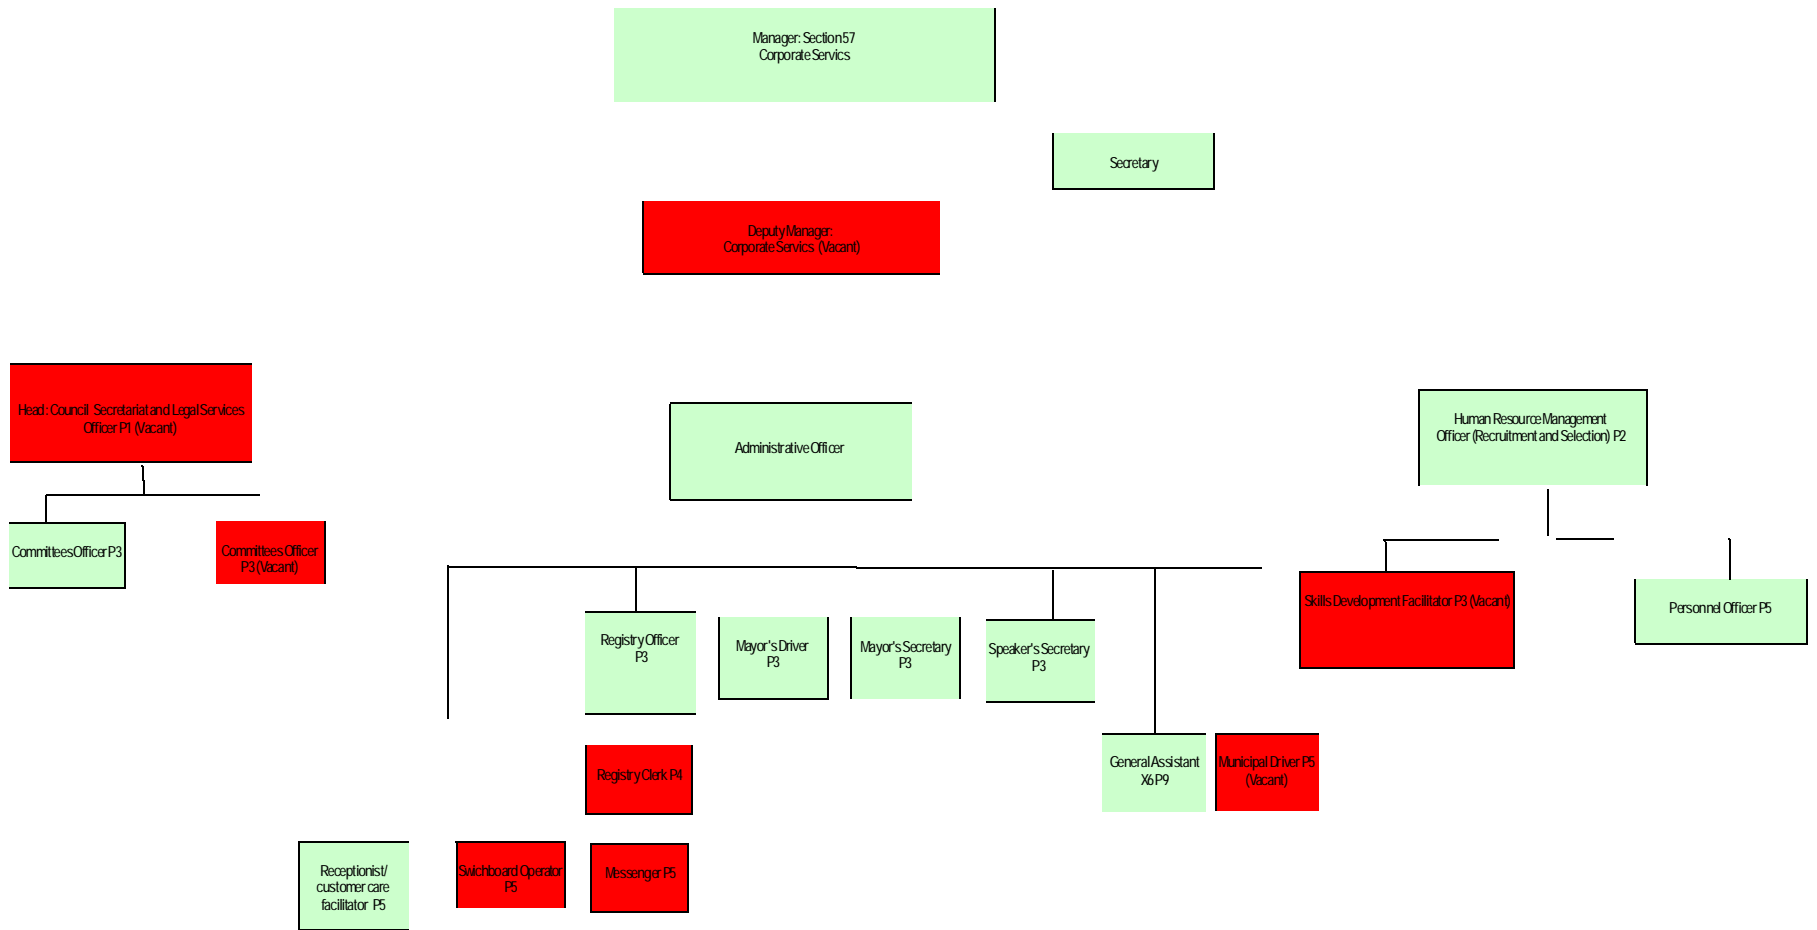 Manager: Section 57
Corporate Servics
Secretary
Deputy Manager:
Corporate Servics (Vacant)
Head : Council Secretariat and Legal Services
Officer P1 (Vacant)
Administrative Officer
Human Resource Management
Officer (Recruitment and Selection) P2
Committees Officer P3
Committees Officer
P3 (Vacant)
Skills Development Facilitator P3 (Vacant)
Personnel Officer P5
Registry Officer
P3
Mayor's Driver
P3
Mayor's Secretary
P3
Speaker's Secretary
P3
Registry Clerk P4
General Assistant
X6 P9
Municipal Driver P5
(Vacant)
Receptionist/
customer care
facilitator P5
Swichboard Operator
P5
Messenger P5